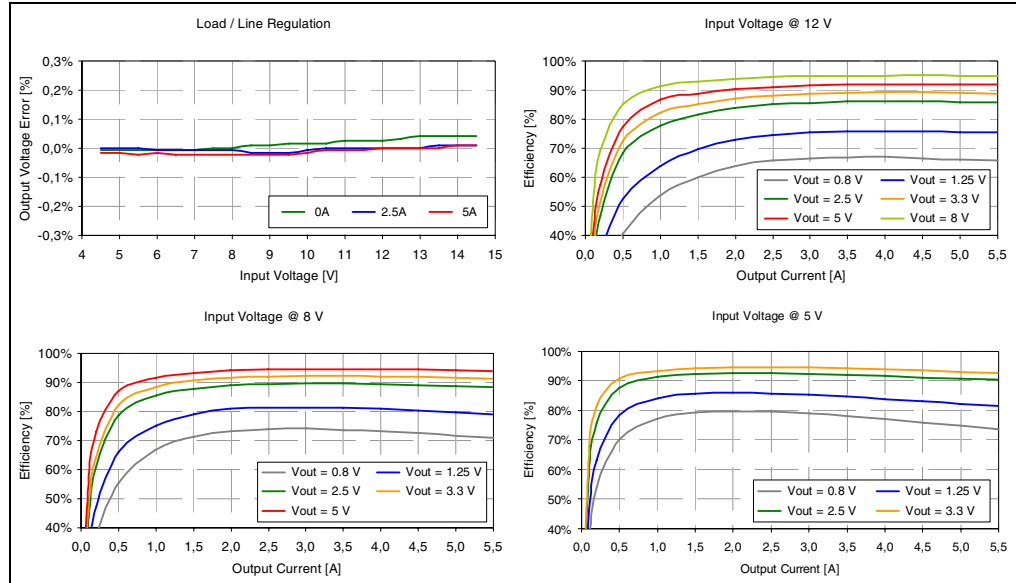 Load / Line Regulation
Output Voltage Error [%]
0,3%
0,2%
0,1%
0,0%
-0,1%
-0,2%
-0,3%
0A 2.5A 5A
4 5 6 7 8 9 10 11 12 13 14 15
Input Voltage [V]
Input Voltage @ 12 V
Efficiency [%]
100%
90%
80%
70%
60%
50%
40%
Vout = 0.8 V Vout = 1.25 V
Vout = 2.5 V Vout = 3.3 V
Vout = 5 V Vout = 8 V
0,0 0,5 1,0 1,5 2,0 2,5 3,0 3,5 4,0 4,5 5,0 5,5
Output Current [A]
Input Voltage @ 8 V
Efficiency [%]
100%
90%
80%
70%
60%
50%
40%
Vout = 0.8 V Vout = 1.25 V
Vout = 2.5 V Vout = 3.3 V
Vout = 5 V
0,0 0,5 1,0 1,5 2,0 2,5 3,0 3,5 4,0 4,5 5,0 5,5
Output Current [A]
Input Voltage @ 5 V
Efficiency [%]
100%
90%
80%
70%
60%
50%
40%
Vout = 0.8 V Vout = 1.25 V
Vout = 2.5 V Vout = 3.3 V
0,0 0,5 1,0 1,5 2,0 2,5 3,0 3,5 4,0 4,5 5,0 5,5
Output Current [A]